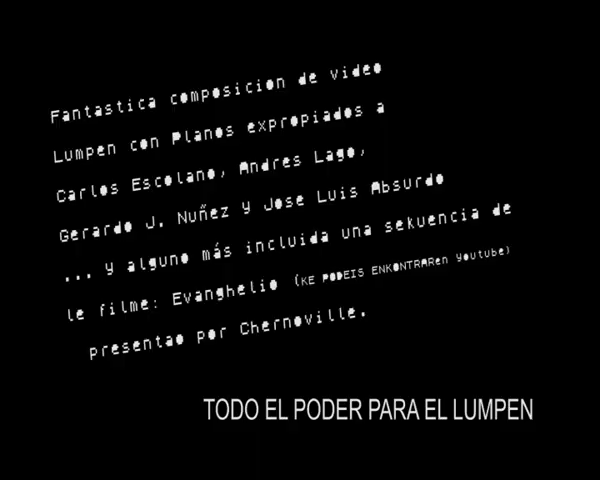 Fantastica composicion de video
Lumpen con Planos expropiados a
Carlos Escolano, Andres Lago,
Gerardo J. Nuñez y Jose Luis Absurdo
... y alguno más incluida una sekuencia de
le filme: Evanghelio (KE PODEIS ENKONTRARen Youtube)
presentao por Chernoville.
TODO EL PODER PARA EL LUMPEN